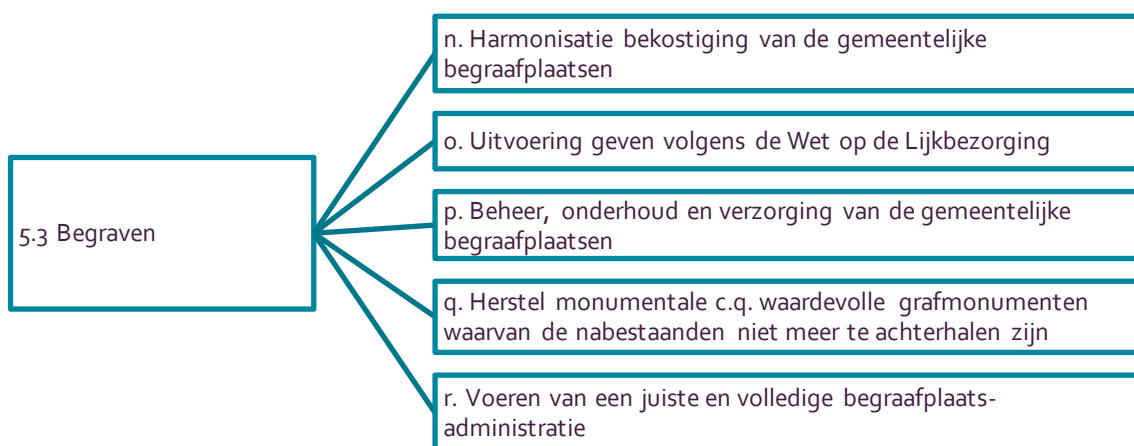 5.3 Begraven
n. Harmonisatie bekostiging van de gemeentelijke
begraafplaatsen
o. Uitvoering geven volgens de Wet op de Lijkbezorging
p. Beheer, onderhoud en verzorging van de gemeentelijke
begraafplaatsen
q. Herstel monumentale c.q. waardevolle grafmonumenten
waarvan de nabestaanden niet meer te achterhalen zijn
r. Voeren van een juiste en volledige begraafplaats-
administratie